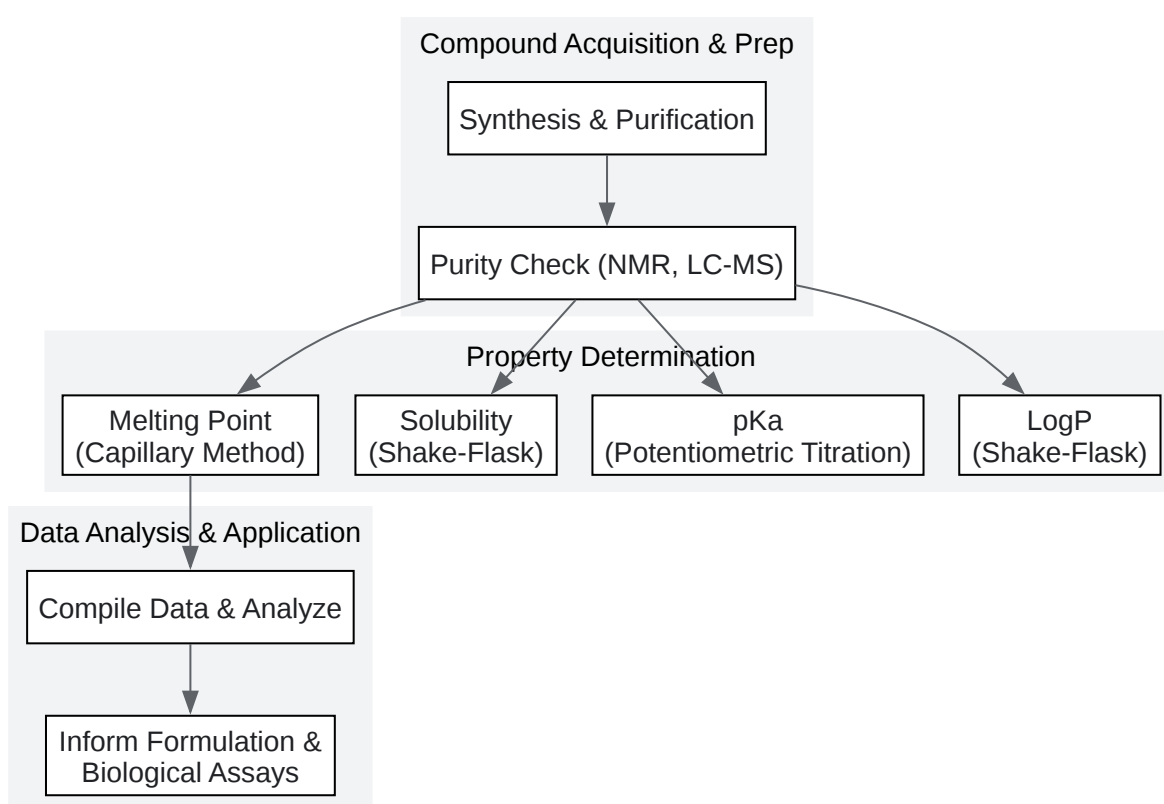 Compound Acquisition & Prep
Synthesis & Purification
Purity Check (NMR, LC-MS)
Property Determination
Melting Point
(Capillary Method)
Solubility
(Shake-Flask)
pKa
(Potentiometric Titration)
LogP
(Shake-Flask)
Data Analysis & Application
Compile Data & Analyze
Inform Formulation &
Biological Assays